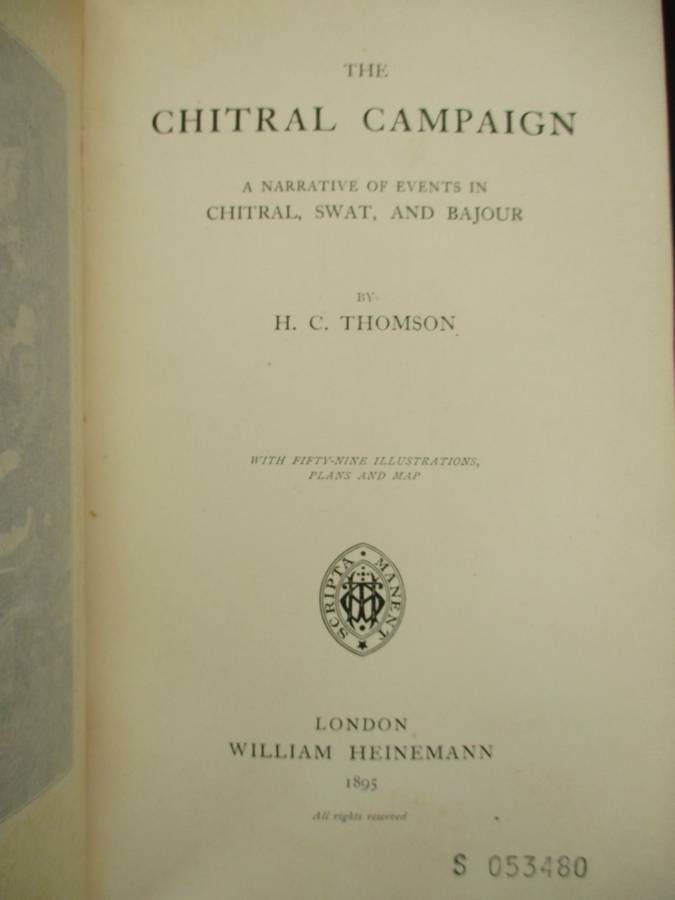 THE
CHITRAL CAMPAIGN
A NARRATIVE OF EVENTS IN
CHITRAL, SWAT, AND BAJOUR
BY
H. C. THOMSON
WITH FIFTY-NINE ILLUSTRATIONS,
PLANS AND MAP
SCRIPTA MANENT
LONDON
WILLIAM HEINEMANN
1895
All rights reserved
S 053480